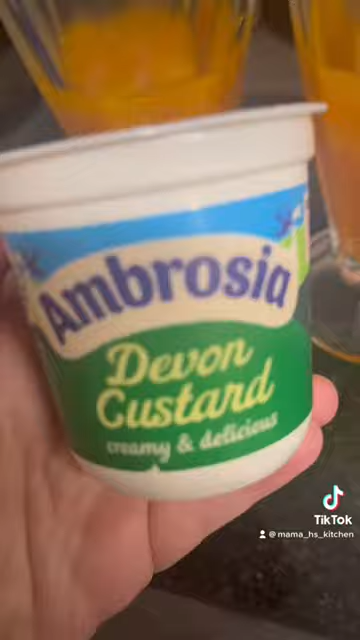 Ambrosia
Devon
Custard
creamy & delicious
TikTok
@mama_hs_kitchen